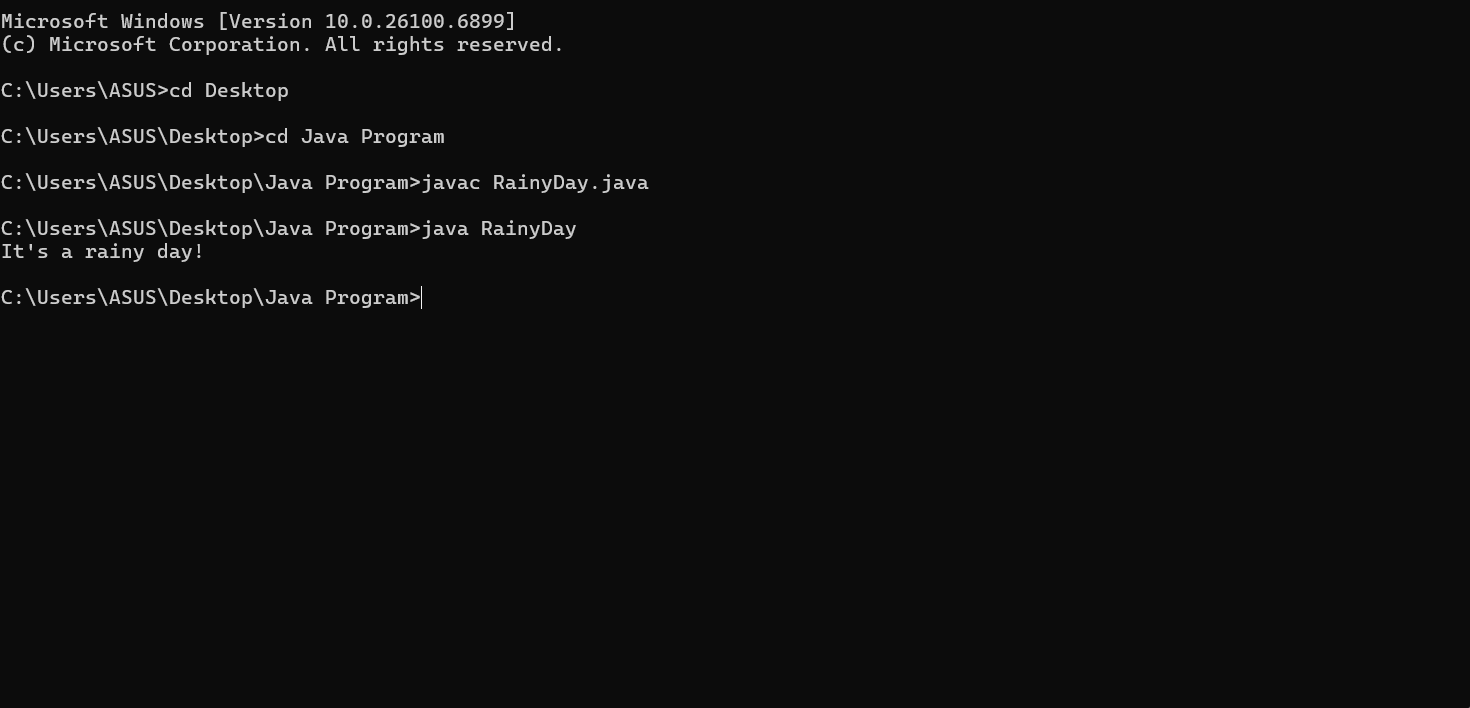 Microsoft Windows [Version 10.0.26100.6899]
(c) Microsoft Corporation. All rights reserved.
C:\Users\ASUS>cd Desktop
C:\Users\ASUS\Desktop>cd Java Program
C:\Users\ASUS\Desktop\Java Program>javac RainyDay.java
C:\Users\ASUS\Desktop\Java Program>java RainyDay
It's a rainy day!
C:\Users\ASUS\Desktop\Java Program>